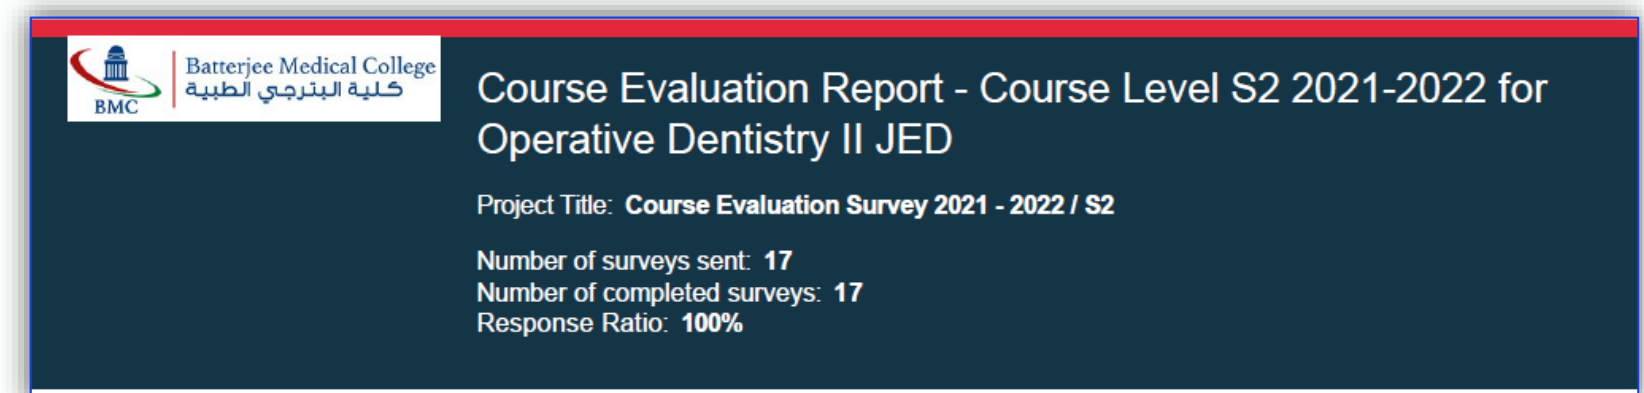 Batterjee Medical College
كلية البترجي الطبية
BMC
Course Evaluation Report - Course Level S2 2021-2022 for
Operative Dentistry II JED
Project Title: Course Evaluation Survey 2021 - 2022 / S2
Number of surveys sent: 17
Number of completed surveys: 17
Response Ratio: 100%